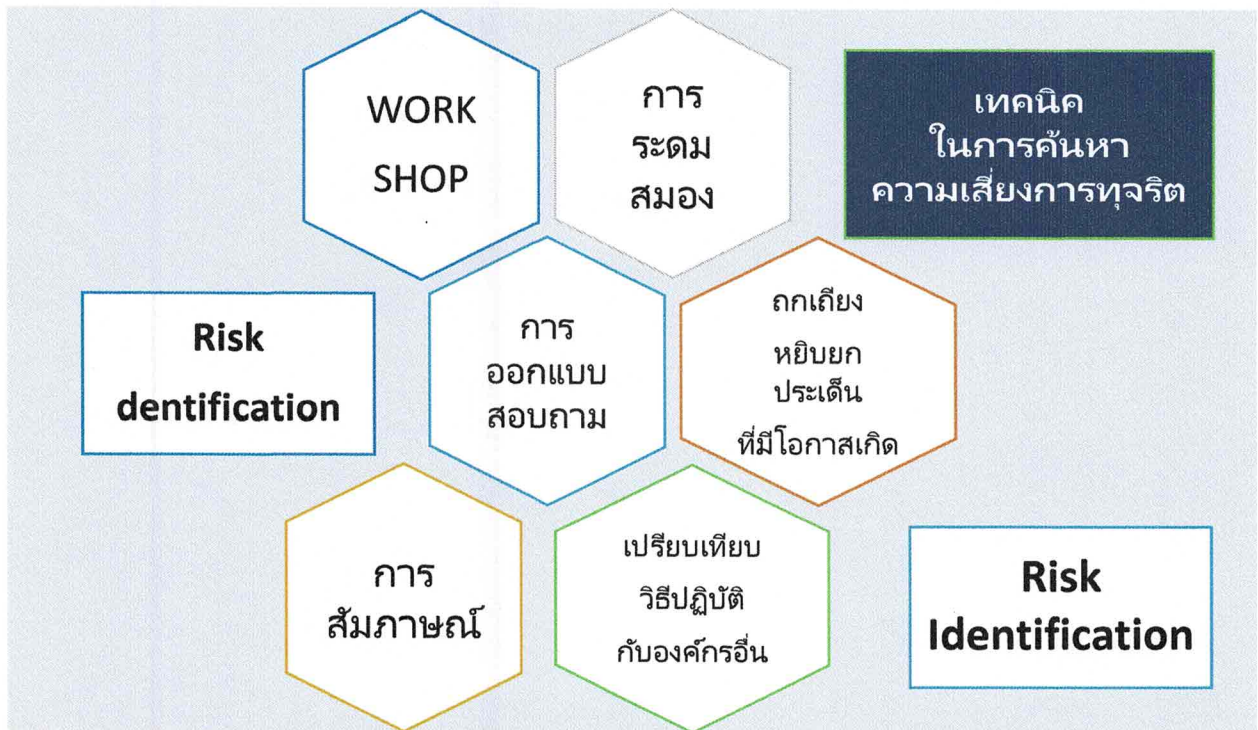 WORK
SHOP
การ
ระดม
สมอง
เทคนิค
ในการค้นหา
ความเสี่ยงการทุจริต
Risk
dentification
การ
ออกแบบ
สอบถาม
ถกเถียง
หยิบยก
ประเด็น
ที่มีโอกาสเกิด
การ
สัมภาษณ์
เปรียบเทียบ
วิธีปฏิบัติ
กับองค์กรอื่น
Risk
Identification